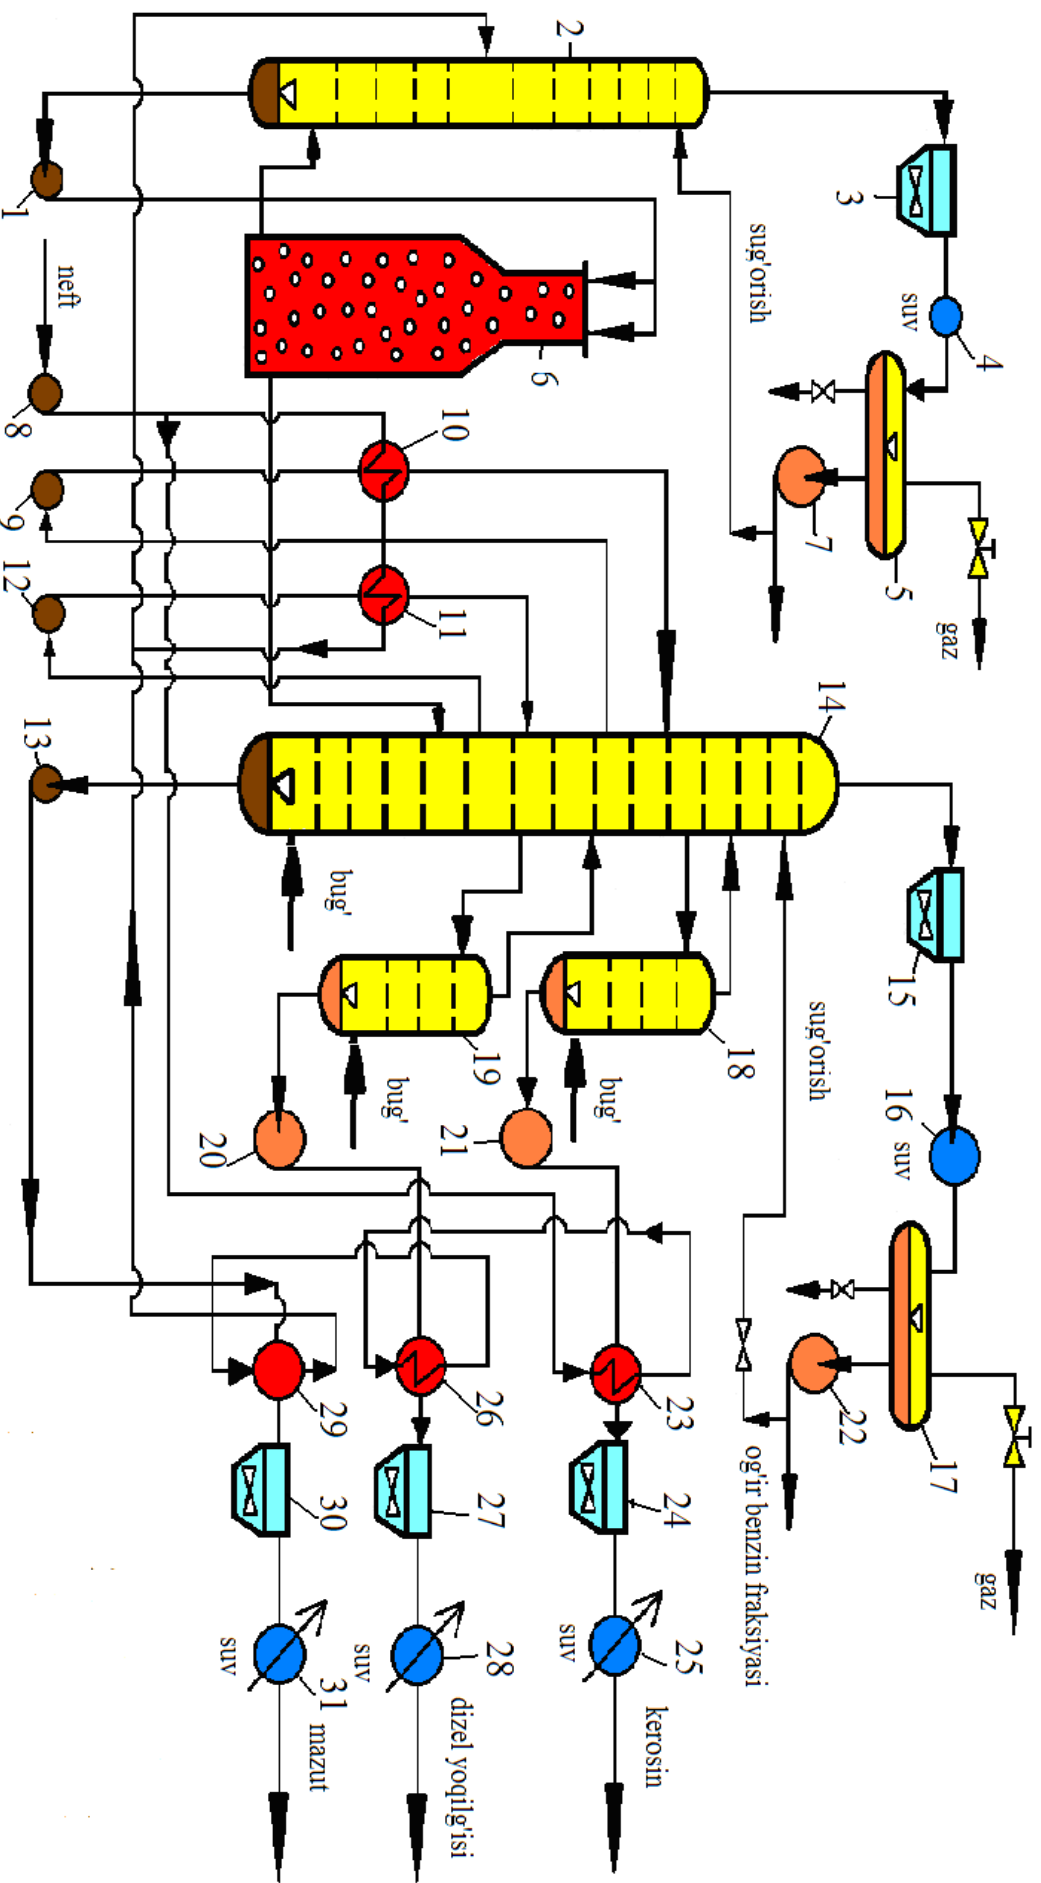 2
3
sug'orish
suv
4
1
neft
6
5
7
gaz
8
10
9
11
12
14
13
15
bug'
16
suv
sug'orish
18
bug'
19
bug'
21
20
17
22
gaz
og'ir benzin fraksiyasi
23
24
25
suv
kerosin
26
27
28
suv
dizel yoqilg'isi
29
30
31
suv
mazut